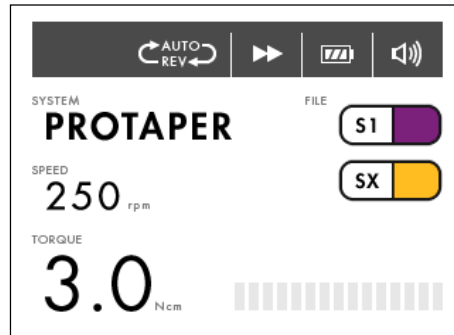 AUTO
REV
SYSTEM
PROTAPER
FILE
S1
SX
SPEED
250 rpm
TORQUE
3.0 Ncm